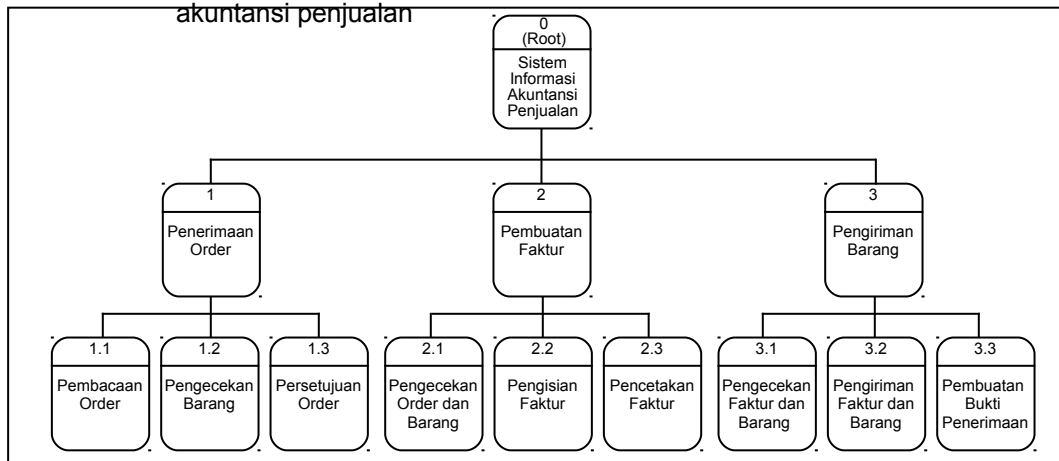 akuntansi penjualan
0
(Root)
Sistem
Informasi
Akuntansi
Penjualan
1
Penerimaan
Order
2
Pembuatan
Faktur
3
Pengiriman
Barang
1.1
Pembacaan
Order
1.2
Pengecekan
Barang
1.3
Persetujuan
Order
2.1
Pengecekan
Order dan
Barang
2.2
Pengisian
Faktur
2.3
Pencetakan
Faktur
3.1
Pengecekan
Faktur dan
Barang
3.2
Pengiriman
Faktur dan
Barang
3.3
Pembuatan
Bukti
Penerimaan